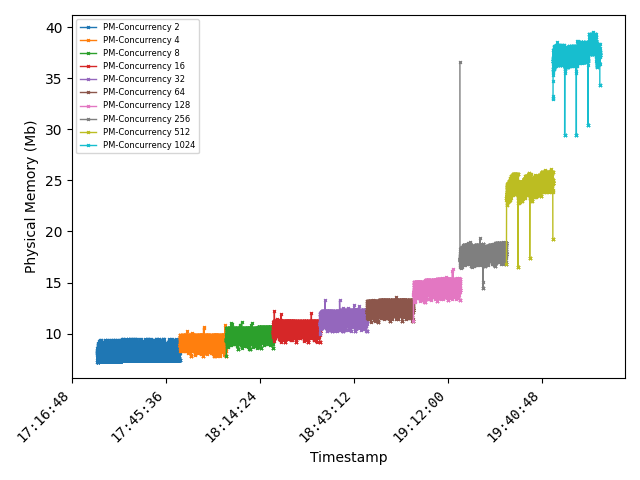 PM-Concurrency 2
PM-Concurrency 4
PM-Concurrency 8
PM-Concurrency 16
PM-Concurrency 32
PM-Concurrency 64
PM-Concurrency 128
PM-Concurrency 256
PM-Concurrency 512
PM-Concurrency 1024
Physical Memory (Mb)
40
35
30
25
20
15
10
17:16:48
17:45:36
18:14:24
18:43:12
19:12:00
19:40:48
Timestamp